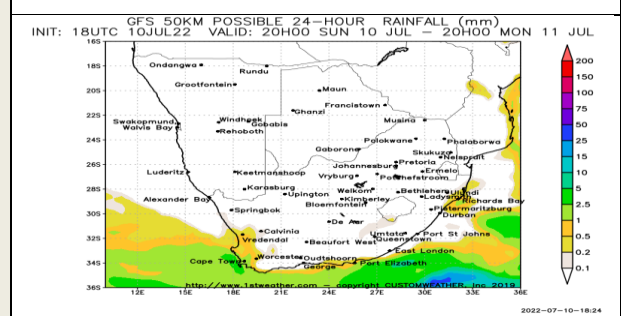 GFS 50KM POSSIBLE 24-HOUR RAINFALL (mm)
INIT: 18UTC 10JUL22 VALID: 20H00 SUN 10 JUL - 20H00 MON 11 JUL
16S
18S
20S
22S
24S
26S
28S
30S
32S
34S
36S
Ondangwa
Rundu
Grootfontein
Maun
Francistown
Ghanzi
Windhoek
Gobabis
Swakopmund
Walvis Bay
Rehoboth
Musina
Polokwane
Phalaborwa
Gaborone
Skukuza
Nelspruit
Johannesburg
Pretoria
Luderitz
Keetmanshoop
Vryburg
Potchefstroom
Ermelo
Karasburg
Upington
Welkom
Bethlehem
Ulundi
Alexander Bay
Kimberley
Ladysmith
Richards Bay
Bloemfontein
Springbok
Pietermaritzburg
Durban
De Aar
Calvinia
Vredendal
Beaufort West
Umtata
Port St Johns
Queenstown
East London
Cape Town
Worcester
Oudtshoorn
George
Port Elizabeth
http://www.1stweather.com - copyright CUSTOMWEATHER, Inc 2019
12E 15E 18E 21E 24E 27E 30E 33E 36E
200
150
100
75
50
25
15
10
5
2.5
1
0.5
0.2
0.1
2022-07-10-18:24